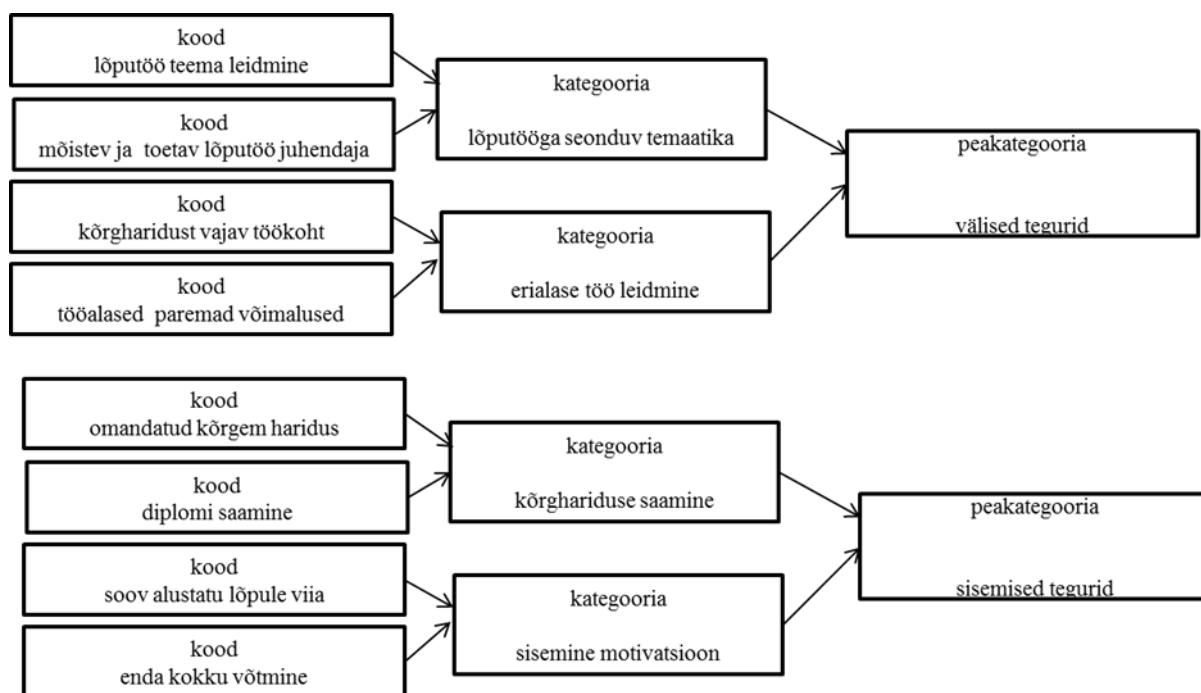 kood
lõputöö teema leidmine
kood
mõistev ja toetav lõputöö juhendaja
kood
kõrgharidust vajav töökoht
kood
tööalased paremad võimalused
kategooria
lõputööga seonduv temaatika
kategooria
erialase töö leidmine
peakategooria
välised tegurid
kood
omandatud kõrgem haridus
kood
diplomi saamine
kood
soov alustatu lõpule viia
kood
enda kokku võtmine
kategooria
kõrghariduse saamine
kategooria
sisemine motivatsioon
peakategooria
sisemised tegurid